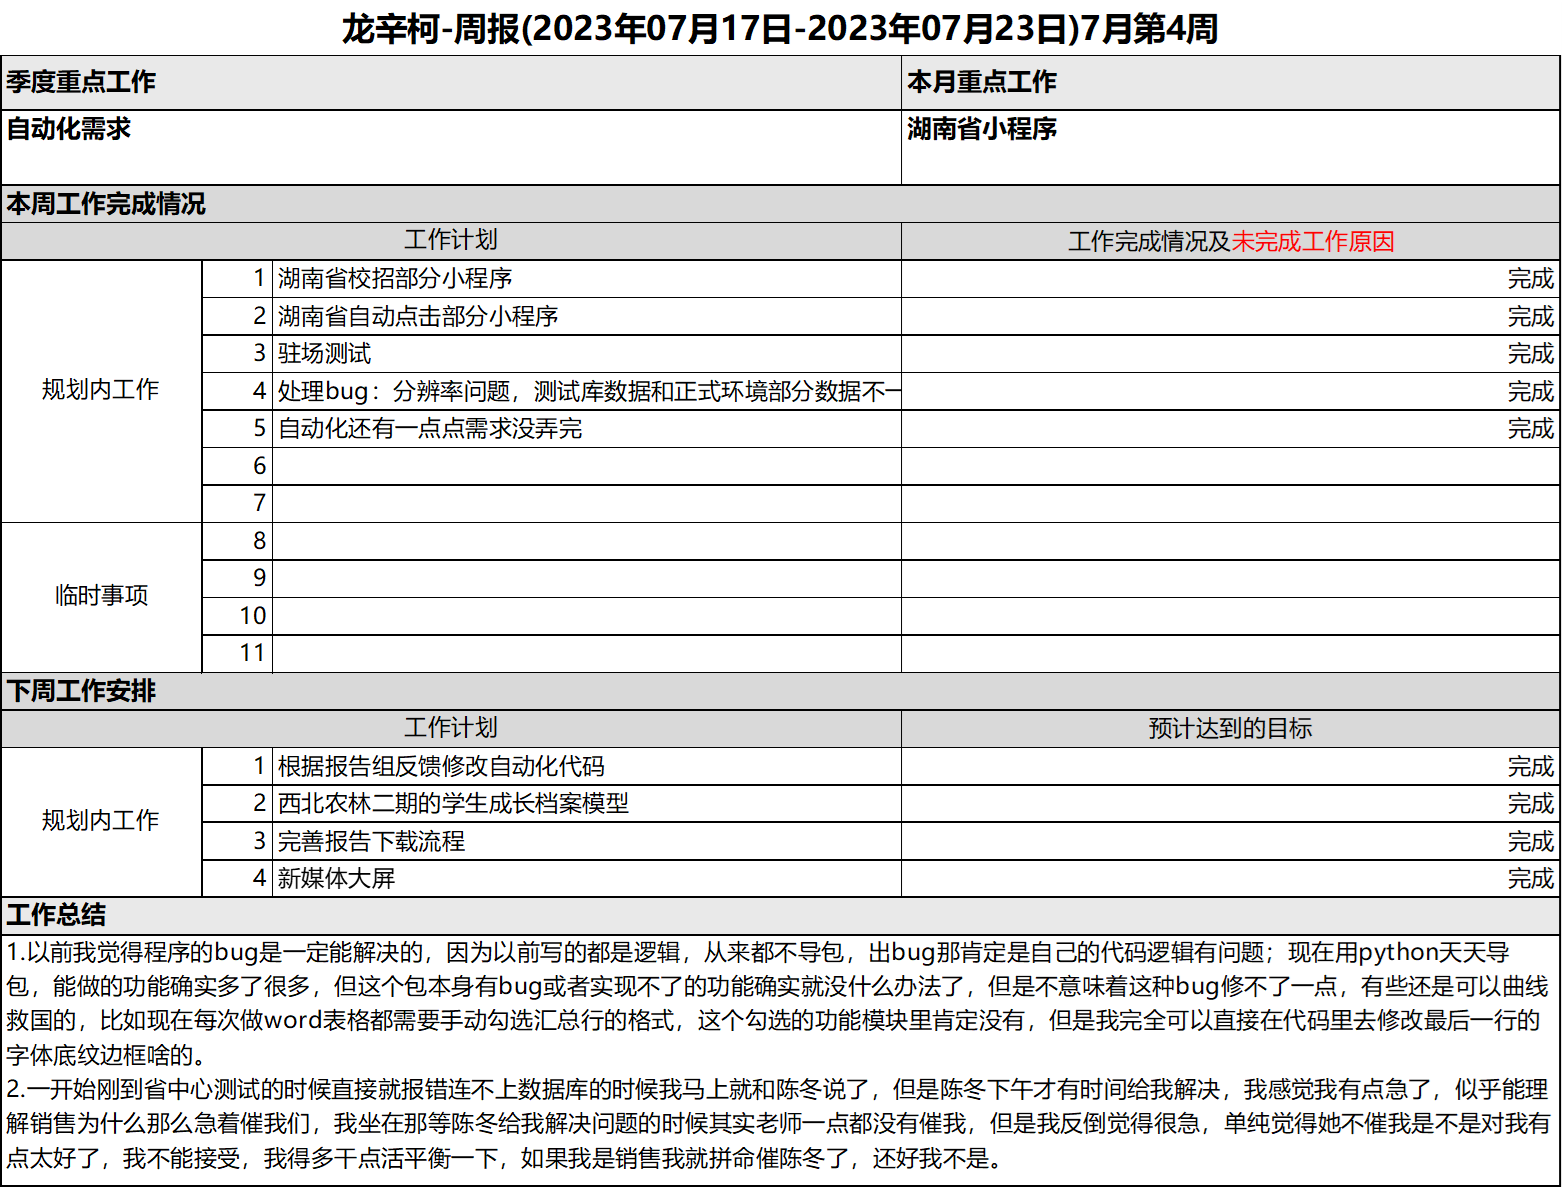 龙辛柯-周报(2023年07月17日-2023年07月23日)7月第4周
季度重点工作 本月重点工作
自动化需求 湖南省小程序
本周工作完成情况
工作计划 工作完成情况及未完成工作原因
规划内工作
1 湖南省校招部分小程序 完成
2 湖南省自动点击部分小程序 完成
3 驻场测试 完成
4 处理bug：分辨率问题，测试库数据和正式环境部分数据不一 完成
5 自动化还有一点点需求没弄完 完成
6
7
临时事项
8
9
10
11
下周工作安排
工作计划 预计达到的目标
规划内工作
1 根据报告组反馈修改自动化代码 完成
2 西北农林二期的学生成长档案模型 完成
3 完善报告下载流程 完成
4 新媒体大屏 完成
工作总结
1.以前我觉得程序的bug是一定能解决的，因为以前写的都是逻辑，从来都不导包，出bug那肯定是自己的代码逻辑有问题；现在用python天天导
包，能做的功能确实多了很多，但这个包本身有bug或者实现不了的功能确实就没什么办法了，但是不意味着这种bug修不了一点，有些还是可以曲线
救国的，比如现在每次做word表格都需要手动勾选汇总行的格式，这个勾选的功能模块里肯定没有，但是我完全可以直接在代码里去修改最后一行的
字体底纹边框啥的。
2.一开始刚到省中心测试的时候直接就报错连不上数据库的时候我马上就和陈冬说了，但是陈冬下午才有时间给我解决，我感觉我有点急了，似乎能理
解销售为什么那么急着催我们，我坐在那等陈冬给我解决问题的时候其实老师一点都没有催我，但是我反倒觉得很急，单纯觉得她不催我是不是对我有
点太好了，我不能接受，我得多干点活平衡一下，如果我是销售我就拼命催陈冬了，还好我不是。